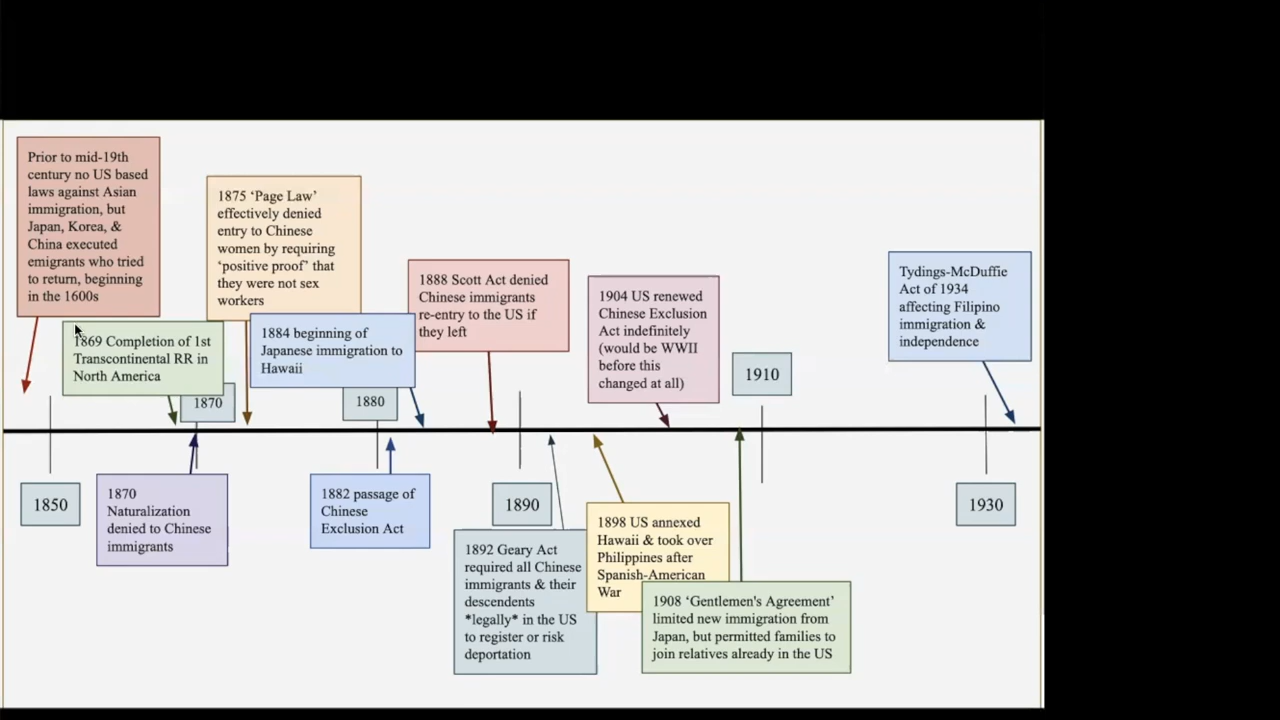 Prior to mid-19th
century no US based
laws against Asian
immigration, but
Japan, Korea, &
China executed
emigrants who tried
to return, beginning
in the 1600s
1869 Completion of 1st
Transcontinental RR in
North America
1875 ‘Page Law’
effectively denied
entry to Chinese
women by requiring
‘positive proof’ that
they were not sex
workers
1884 beginning of
Japanese immigration to
Hawaii
1888 Scott Act denied
Chinese immigrants
re-entry to the US if
they left
1904 US renewed
Chinese Exclusion
Act indefinitely
(would be WWII
before this
changed at all)
Tydings-McDuffie
Act of 1934
affecting Filipino
immigration &
independence
1870
1880
1910
1850
1890
1930
1870
Naturalization
denied to Chinese
immigrants
1882 passage of
Chinese
Exclusion Act
1892 Geary Act
required all Chinese
immigrants & their
descendents
*legally* in the US
to register or risk
deportation
1898 US annexed
Hawaii & took over
Philippines after
Spanish-American
War
1908 ‘Gentlemen's Agreement’
limited new immigration from
Japan, but permitted families to
join relatives already in the US